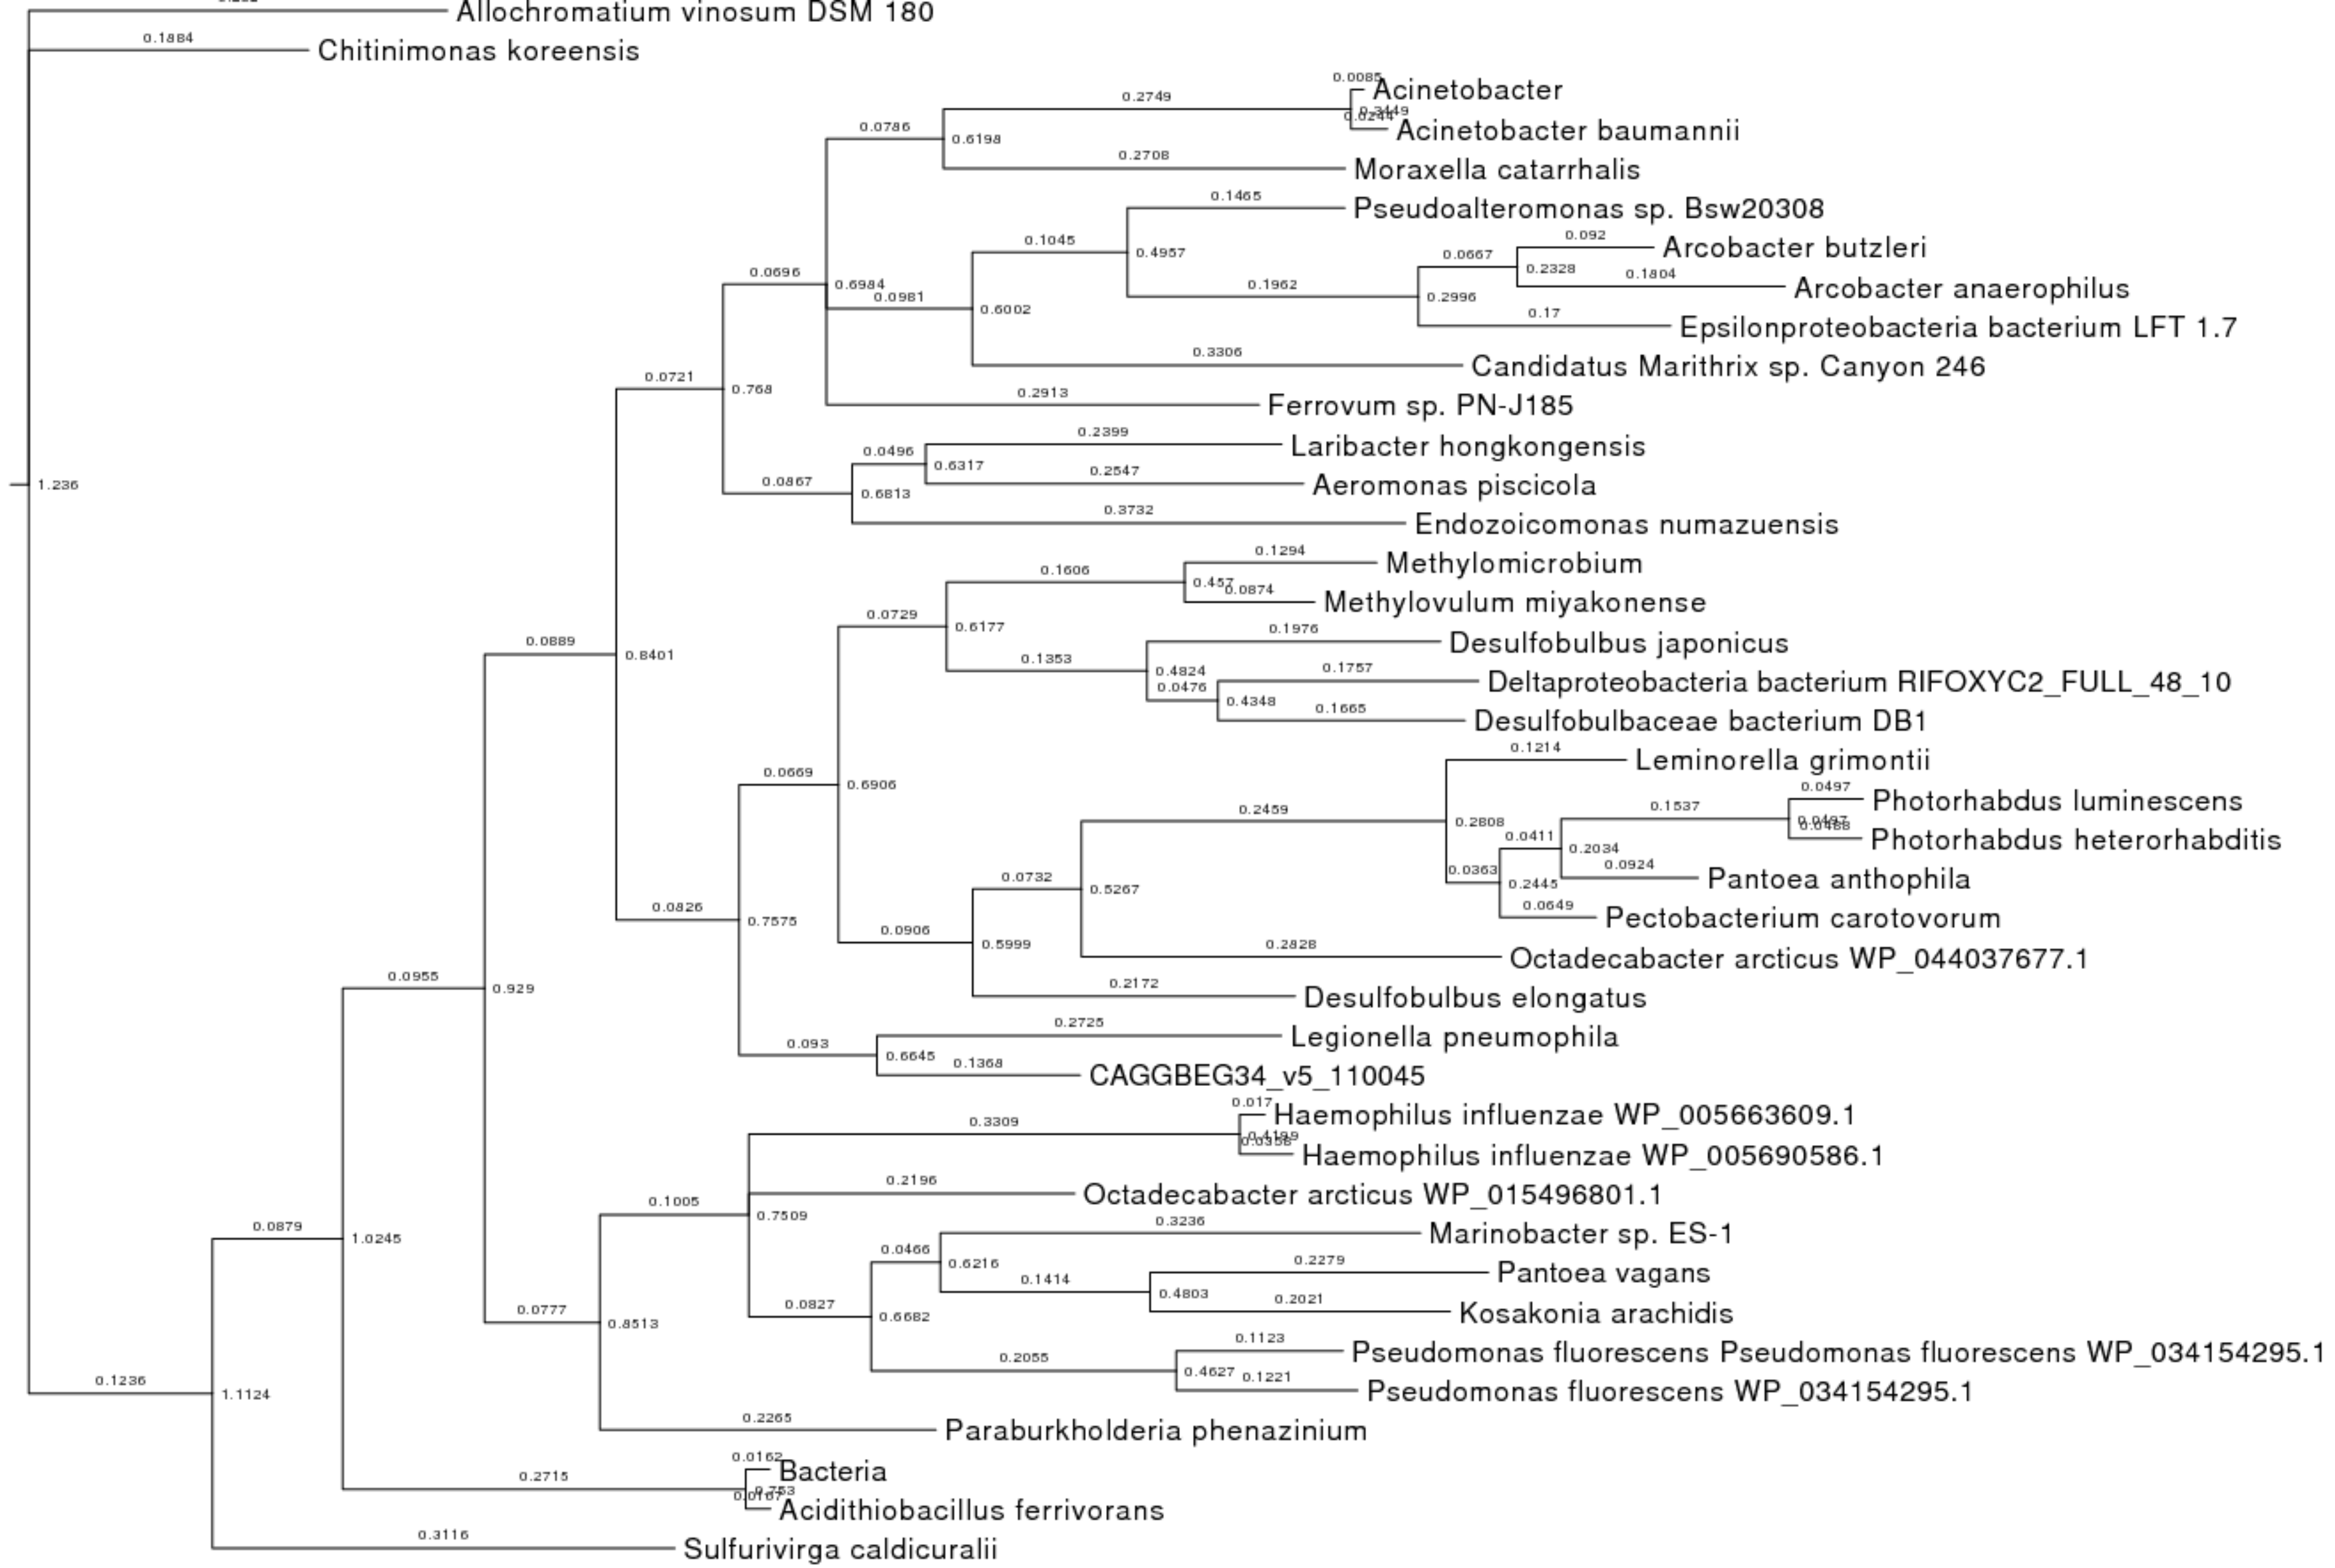 Allochromatium vinosum DSM 180
0.1884
Chitinimonas koreensis
0.0085
Acinetobacter
0.2749
0.3449
0.0244
0.0786
Acinetobacter baumannii
0.6198
0.2708
Moraxella catarrhalis
0.1465
Pseudoalteromonas sp. Bsw20308
0.092
0.1045
Arcobacter butzleri
0.4957
0.0667
0.2328
0.1804
0.0696
0.6984
0.1962
Arcobacter anaerophilus
0.0981
0.2996
0.6002
0.17
Epsilonproteobacteria bacterium LFT 1.7
0.3306
Candidatus Marithrix sp. Canyon 246
0.0721
0.768
0.2913
Ferrovum sp. PN-J185
0.2399
Laribacter hongkongensis
0.0496
0.6317
0.2547
1.236
0.0867
0.6813
Aeromonas piscicola
0.3732
Endozoicomonas numazuensis
0.1294
Methylomicrobium
0.1606
0.457
0.0874
Methylovulum miyakonense
0.0729
0.6177
0.1976
Desulfobulbus japonicus
0.0889
0.8401
0.1353
0.4824
0.1757
0.0476
Deltaproteobacteria bacterium RIFOXYC2_FULL_48_10
0.4348
0.1665
Desulfobulbaceae bacterium DB1
0.1214
Leminorella grimontii
0.0669
0.6906
0.0497
Photorhabdus luminescens
0.2459
0.1537
0.2808
0.0497
0.0488
0.0411
Photorhabdus heterorhabditis
0.2034
0.0924
0.0363
0.2445
Pantoea anthophila
0.0732
0.5267
0.0649
Pectobacterium carotovorum
0.0826
0.7575
0.0906
0.5999
0.2828
Octadecabacter arcticus WP_044037677.1
0.0955
0.929
0.2172
Desulfobulbus elongatus
0.2725
Legionella pneumophila
0.093
0.6645
0.1368
CAGGBEG34_v5_110045
0.017
Haemophilus influenzae WP_005663609.1
0.3309
0.4199
0.0358
Haemophilus influenzae WP_005690586.1
0.2196
Octadecabacter arcticus WP_015496801.1
0.1005
0.7509
0.0879
1.0245
0.3236
Marinobacter sp. ES-1
0.0466
0.6216
0.2279
Pantoea vagans
0.1414
0.4803
0.2021
0.0777
0.8513
0.0827
0.6682
Kosakonia arachidis
0.1123
Pseudomonas fluorescens Pseudomonas fluorescens WP_034154295.1
0.2055
0.4627
0.1221
0.1236
1.1124
Pseudomonas fluorescens WP_034154295.1
0.2265
Paraburkholderia phenazinium
0.0162
Bacteria
0.2715
0.753
0.0167
Acidithiobacillus ferrivorans
0.3116
Sulfurivirga caldicuralii